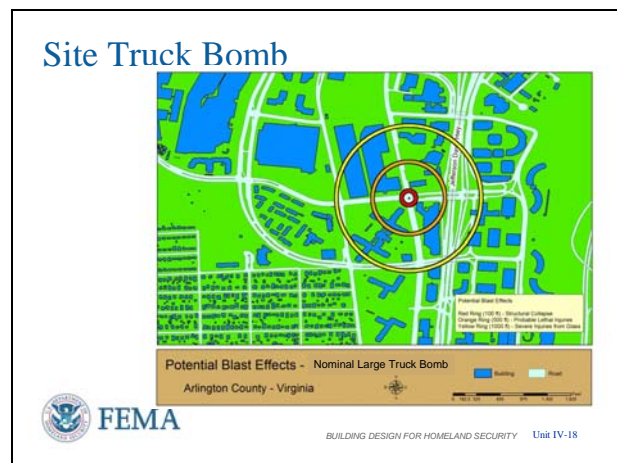 Site Truck Bomb
Jefferson Davis Hwy
Potential Blast Effects
Red Ring (100 ft) - Structural Collapse
Orange Ring (500 ft) - Probable Lethal Injuries
Yellow Ring (1000 ft) - Severe Injuries from Glass
Potential Blast Effects - Nominal Large Truck Bomb
Arlington County - Virginia
Building
Road
FEMA
BUILDING DESIGN FOR HOMELAND SECURITY Unit IV-18